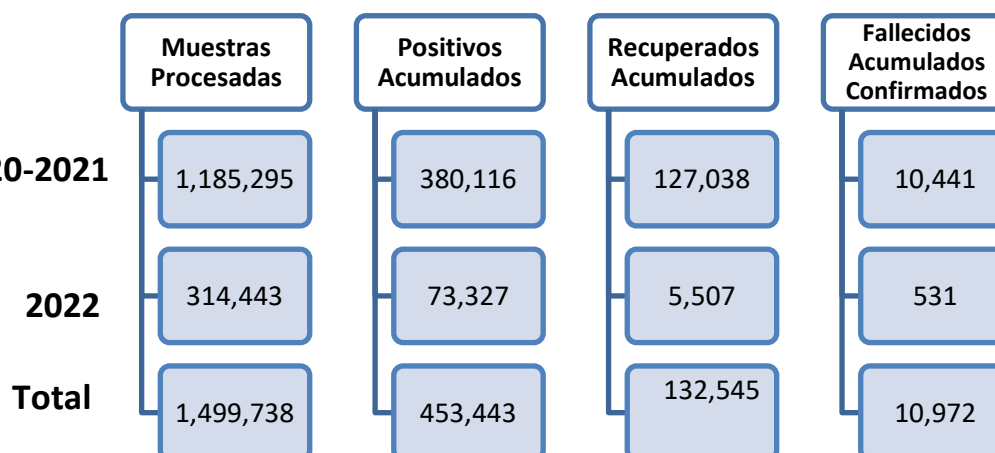 Muestras
Procesadas
Positivos
Acumulados
Recuperados
Acumulados
Fallecidos
Acumulados
Confirmados
20-2021
1,185,295
380,116
127,038
10,441
2022
314,443
73,327
5,507
531
Total
1,499,738
453,443
132,545
10,972